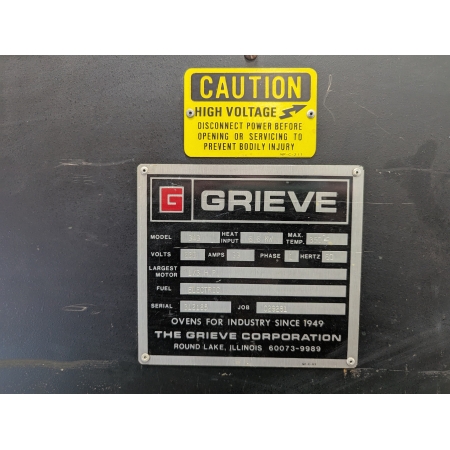 CAUTION
HIGH VOLTAGE
DISCONNECT POWER BEFORE
OPENING OR SERVICING TO
PREVENT BODILY INJURY
G GRIEVE
MODEL HEAT INPUT MAX. TEMP.
VOLTS AMPS PHASE HERTZ
LARGEST MOTOR
FUEL
SERIAL JOB
OVENS FOR INDUSTRY SINCE 1949
THE GRIEVE CORPORATION
ROUND LAKE, ILLINOIS 60073-9989